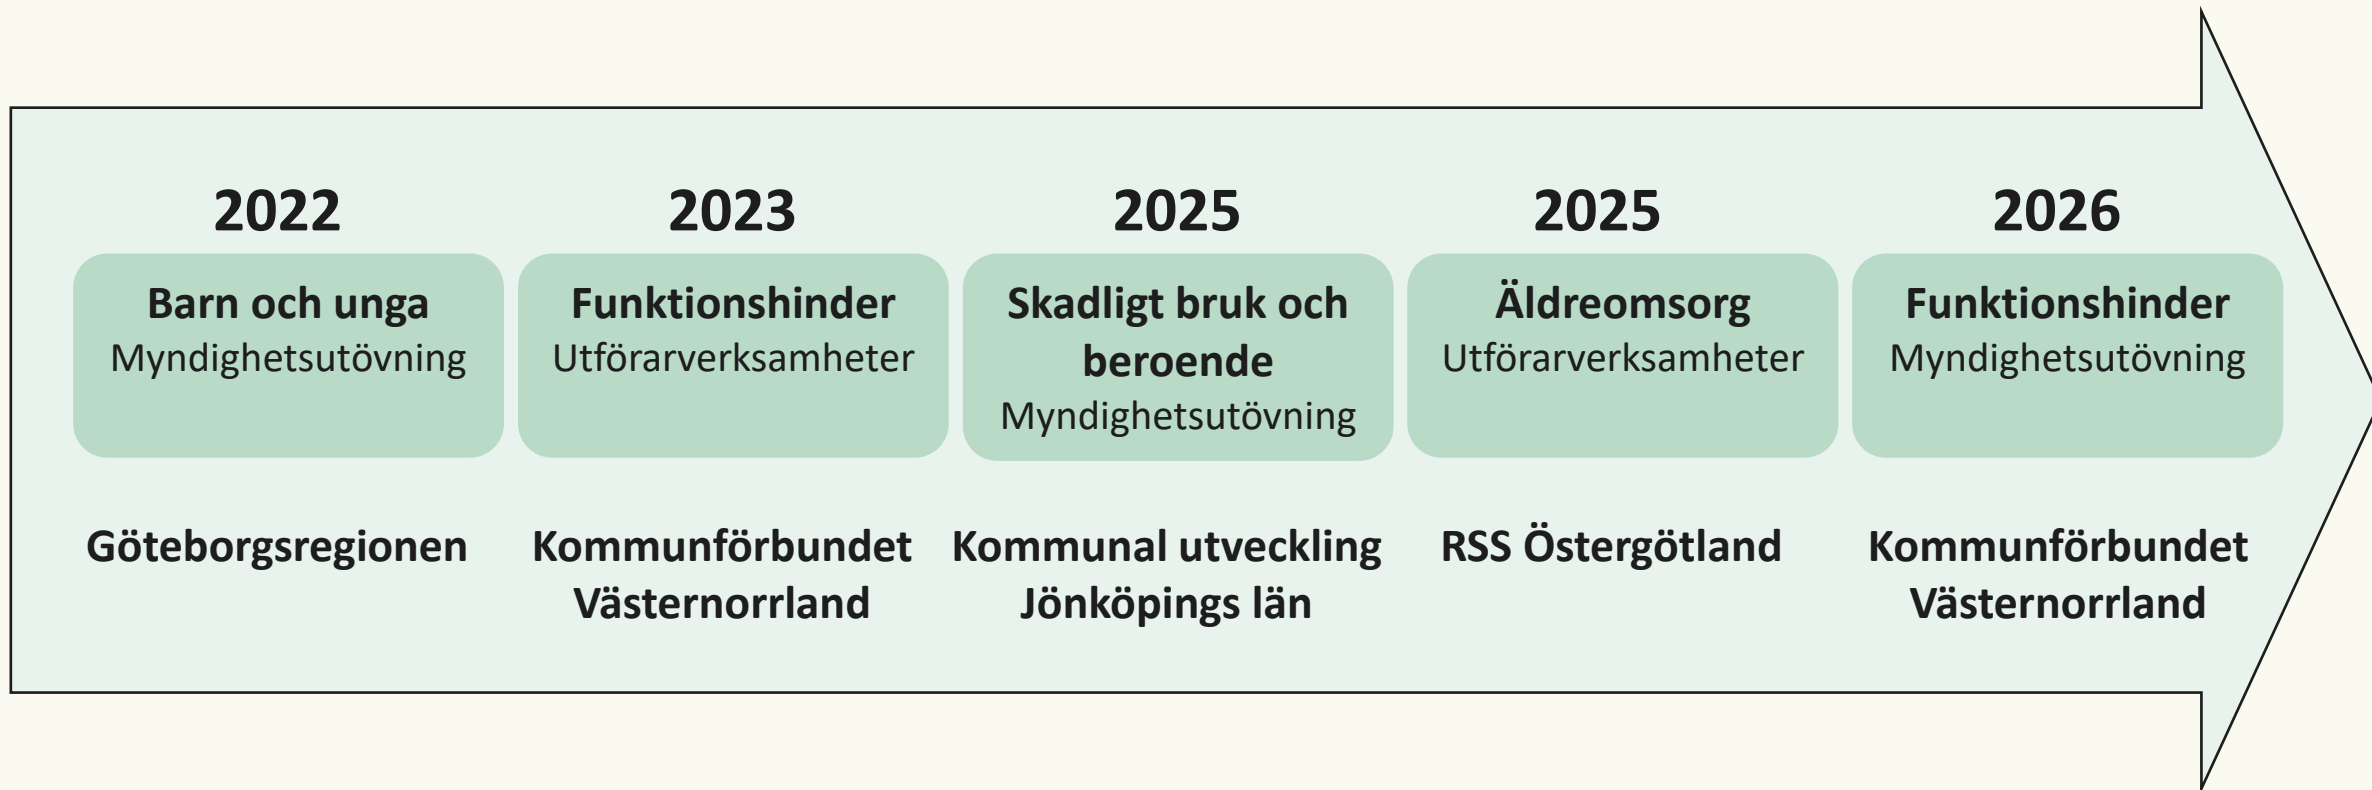 2022
Barn och unga
Myndighetsutövning
Göteborgsregionen
2023
Funktionshinder
Utförarverksamheter
Kommunförbundet
Västernorrland
2025
Skadligt bruk och
beroende
Myndighetsutövning
Kommunal utveckling
Jönköpings län
2025
Äldreomsorg
Utförarverksamheter
RSS Östergötland
2026
Funktionshinder
Myndighetsutövning
Kommunförbundet
Västernorrland